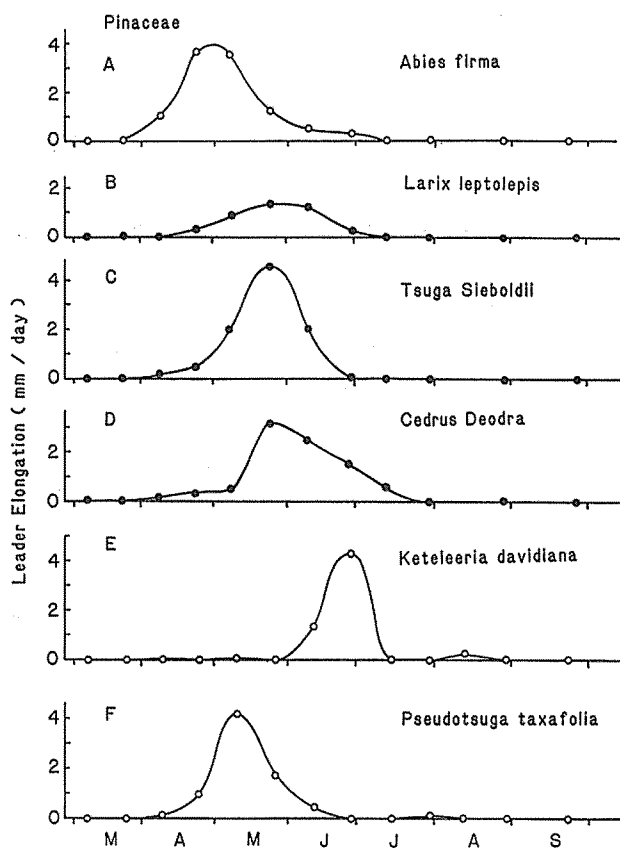 Pinaceae
A
Abies firma
4
2
0
B
Larix leptolepis
2
0
C
Tsuga Sieboldii
4
2
0
D
Cedrus Deodra
2
0
E
Keteleeria davidiana
4
2
0
F
Pseudotsuga taxafolia
4
2
0
M A M J J A S
Leader Elongation ( mm / day )